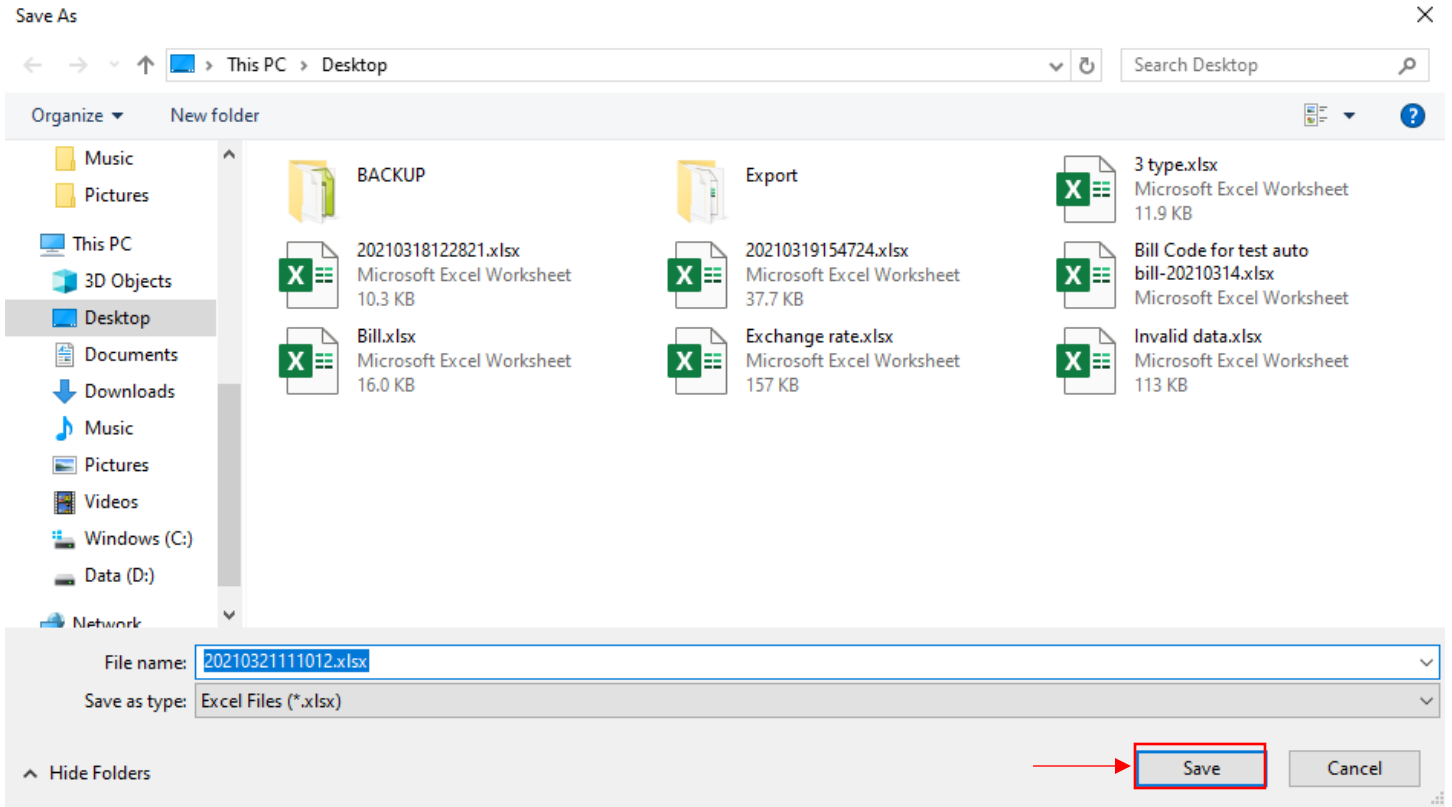 Save As
This PC > Desktop
Search Desktop
Organize
New folder
Music
Pictures
This PC
3D Objects
Desktop
Documents
Downloads
Music
Pictures
Videos
Windows (C:)
Data (D:)
Network
BACKUP
Export
3 type.xlsx
Microsoft Excel Worksheet
11.9 KB
20210318122821.xlsx
Microsoft Excel Worksheet
10.3 KB
20210319154724.xlsx
Microsoft Excel Worksheet
37.7 KB
Bill Code for test auto
bill-20210314.xlsx
Microsoft Excel Worksheet
Bill.xlsx
Microsoft Excel Worksheet
16.0 KB
Exchange rate.xlsx
Microsoft Excel Worksheet
157 KB
Invalid data.xlsx
Microsoft Excel Worksheet
113 KB
File name: 20210321111012.xlsx
Save as type: Excel Files (*.xlsx)
Hide Folders
Save
Cancel